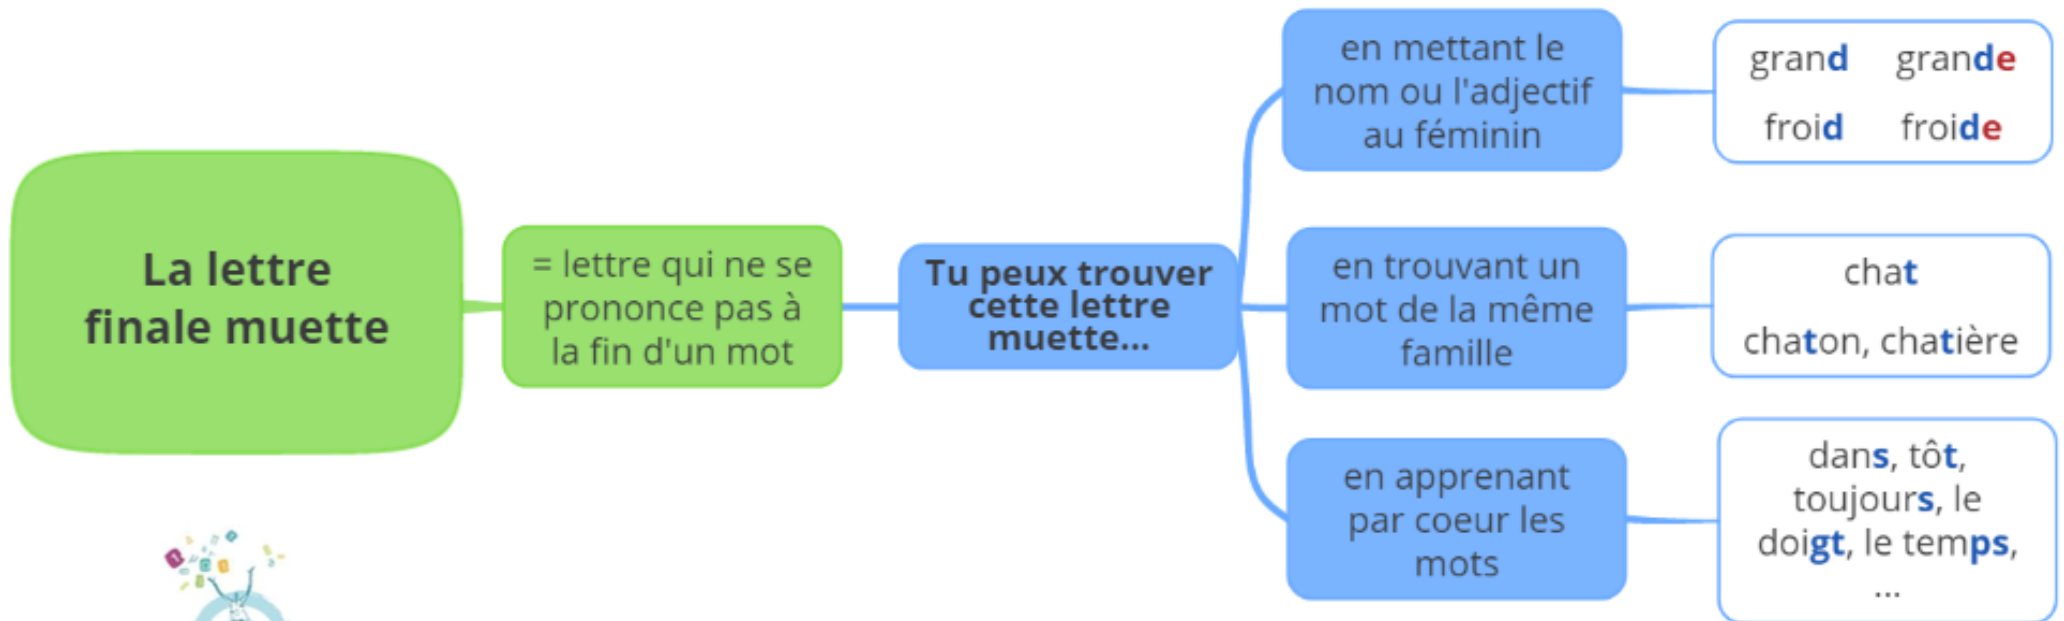 La lettre
finale muette
= lettre qui ne se
prononce pas à
la fin d'un mot
Tu peux trouver
cette lettre
muette...
en mettant le
nom ou l'adjectif
au féminin
grand grande
froid froide
en trouvant un
mot de la même
famille
chat
chaton, chatière
en apprenant
par coeur les
mots
dans, tôt,
toujours, le
doigt, le temps,
...